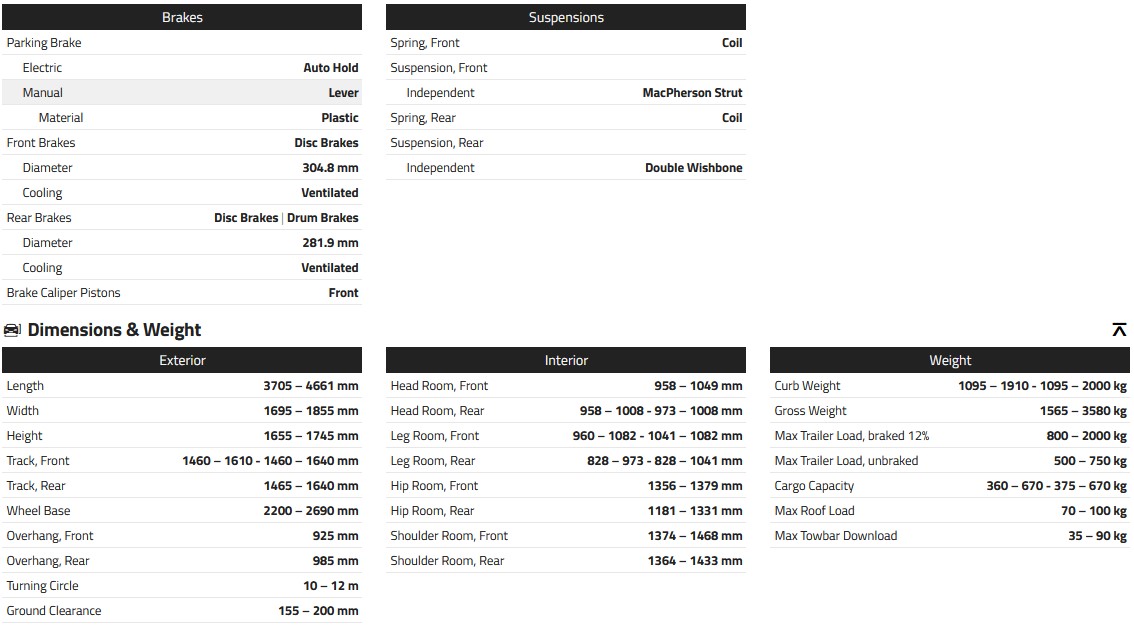 Brakes
Parking Brake
Electric Auto Hold
Manual Lever
Material Plastic
Front Brakes Disc Brakes
Diameter 304.8 mm
Cooling Ventilated
Rear Brakes Disc Brakes | Drum Brakes
Diameter 281.9 mm
Cooling Ventilated
Brake Caliper Pistons Front
Suspensions
Spring, Front Coil
Suspension, Front
Independent MacPherson Strut
Spring, Rear Coil
Suspension, Rear
Independent Double Wishbone
Dimensions & Weight
Exterior
Length 3705 – 4661 mm
Width 1695 – 1855 mm
Height 1655 – 1745 mm
Track, Front 1460 – 1610 - 1460 – 1640 mm
Track, Rear 1465 – 1640 mm
Wheel Base 2200 – 2690 mm
Overhang, Front 925 mm
Overhang, Rear 985 mm
Turning Circle 10 – 12 m
Ground Clearance 155 – 200 mm
Interior
Head Room, Front 958 – 1049 mm
Head Room, Rear 958 – 1008 - 973 – 1008 mm
Leg Room, Front 960 – 1082 - 1041 – 1082 mm
Leg Room, Rear 828 – 973 - 828 – 1041 mm
Hip Room, Front 1356 – 1379 mm
Hip Room, Rear 1181 – 1331 mm
Shoulder Room, Front 1374 – 1468 mm
Shoulder Room, Rear 1364 – 1433 mm
Weight
Curb Weight 1095 – 1910 - 1095 – 2000 kg
Gross Weight 1565 – 3580 kg
Max Trailer Load, braked 12% 800 – 2000 kg
Max Trailer Load, unbraked 500 – 750 kg
Cargo Capacity 360 – 670 - 375 – 670 kg
Max Roof Load 70 – 100 kg
Max Towbar Download 35 – 90 kg